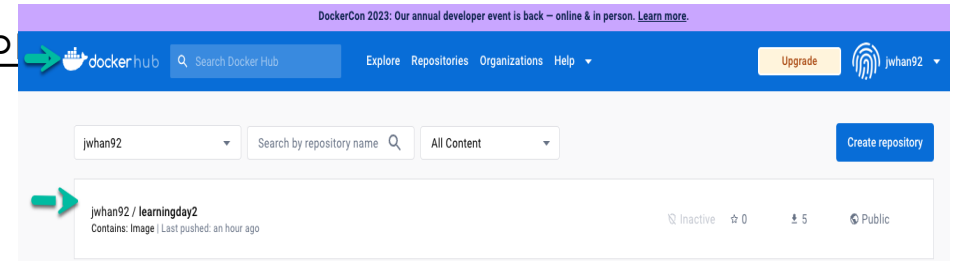 DockerCon 2023: Our annual developer event is back — online & in person. Learn more.
dockerhub Search Docker Hub Explore Repositories Organizations Help Upgrade jwhan92
jwhan92 Search by repository name All Content Create repository
jwhan92 / learningday2
Contains: Image | Last pushed: an hour ago
Inactive 0 5 Public